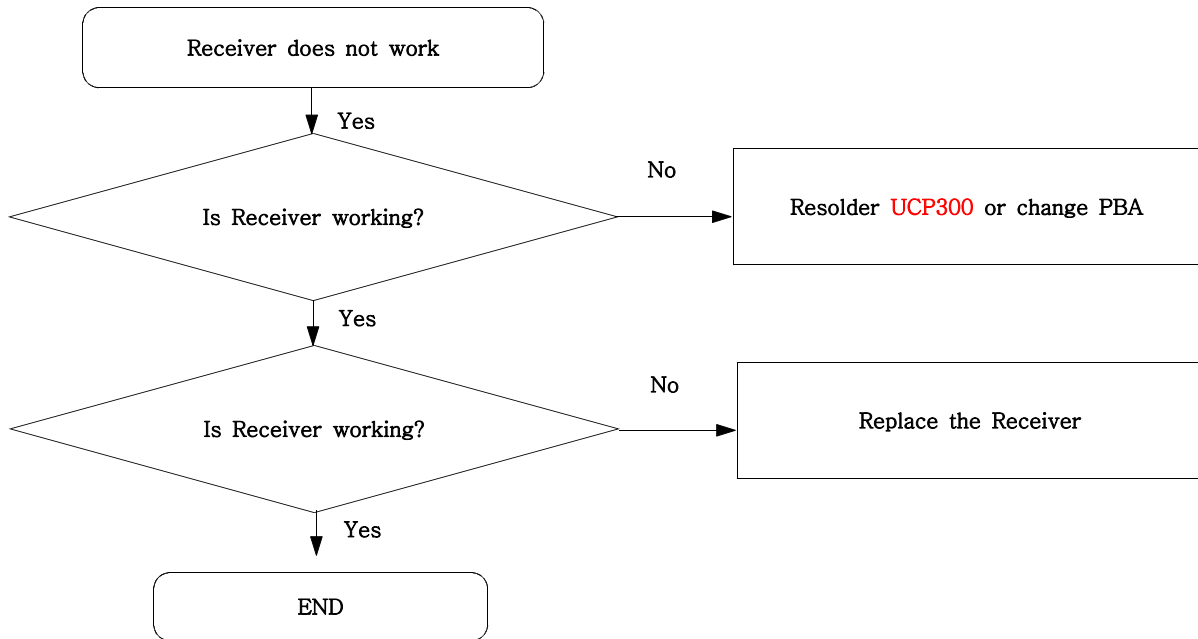 Receiver does not work
Yes
Is Receiver working?
No
Resolder UCP300 or change PBA
Yes
Is Receiver working?
No
Replace the Receiver
Yes
END